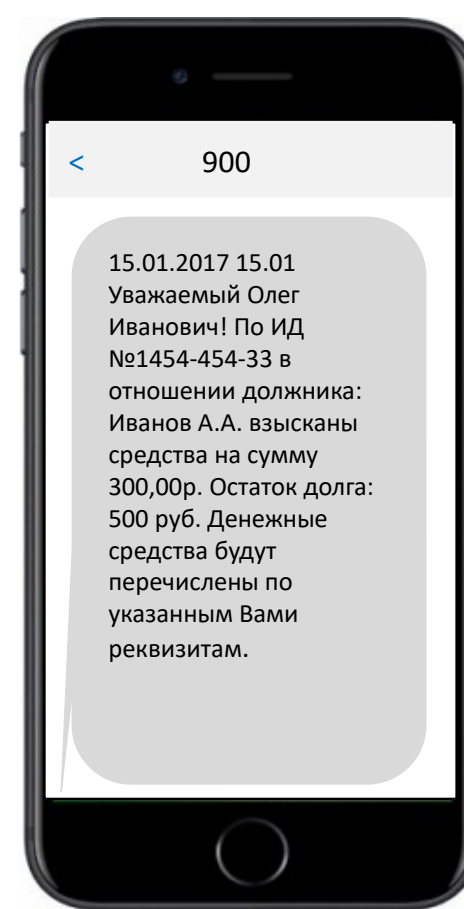 < 900
15.01.2017 15.01
Уважаемый Олег
Иванович! По ИД
№1454-454-33 в
отношении должника:
Иванов А.А. взысканы
средства на сумму
300,00р. Остаток долга:
500 руб. Денежные
средства будут
перечислены по
указанным Вами
реквизитам.